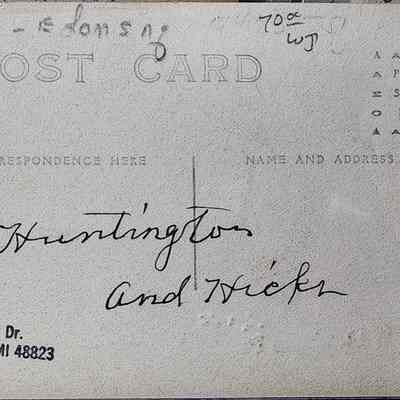 70
WJ
OST CARD
RESPONDENCE HERE
NAME AND ADDRESS
Huntington
and Hicks
Dr.
MI 48823